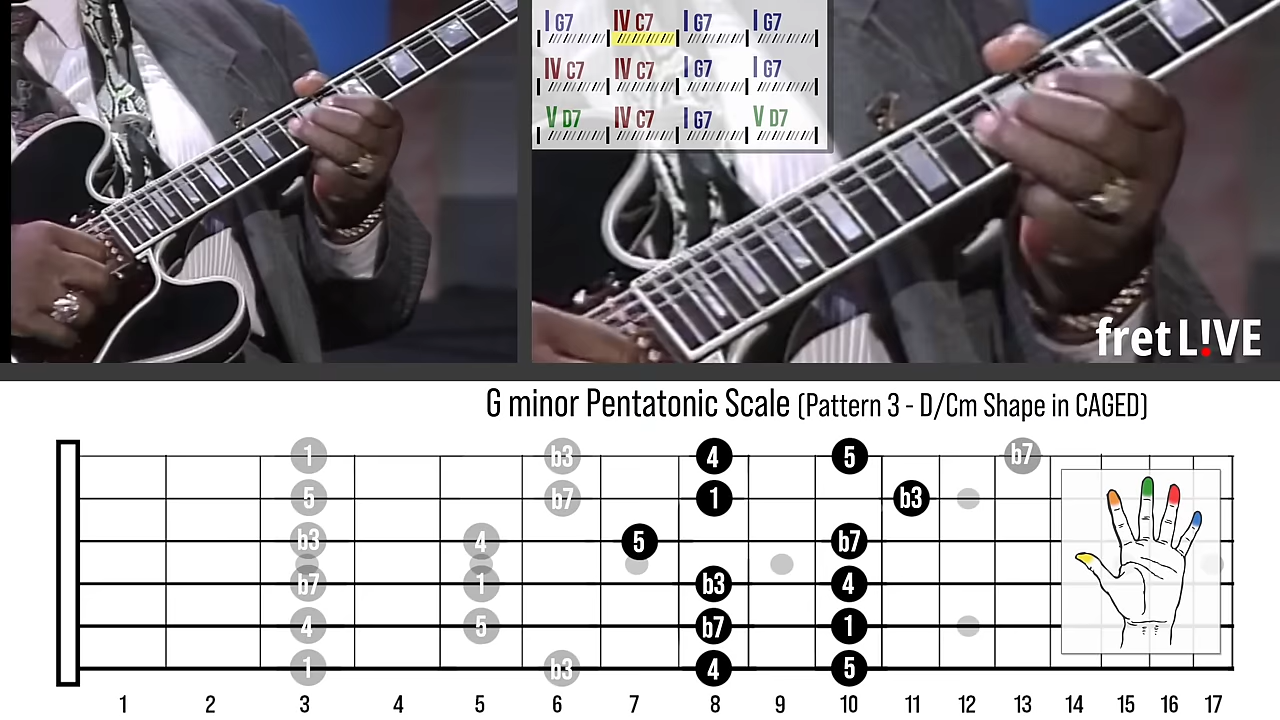 I G7 IV C7 I G7 I G7
IV C7 IV C7 I G7 I G7
V D7 IV C7 I G7 V D7
fret L!VE
G minor Pentatonic Scale (Pattern 3 - D/Cm Shape in CAGED)
1 b3 4 5 b7
5 b7 1 b3
b3 4 5 b7
b7 1 b3 4
4 5 b7 1
1 b3 4 5
1 2 3 4 5 6 7 8 9 10 11 12 13 14 15 16 17